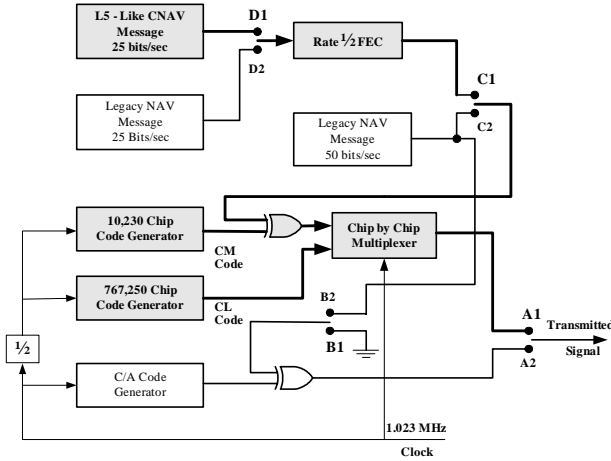 L5 - Like CNAV
Message
25 bits/sec
D1
D2
Rate ½ FEC
C1
C2
Legacy NAV
Message
25 Bits/sec
Legacy NAV
Message
50 bits/sec
10,230 Chip
Code Generator
CM
Code
Chip by Chip
Multiplexer
767,250 Chip
Code Generator
CL
Code
B2
B1
A1
Transmitted
Signal
A2
½
C/A Code
Generator
1.023 MHz
Clock